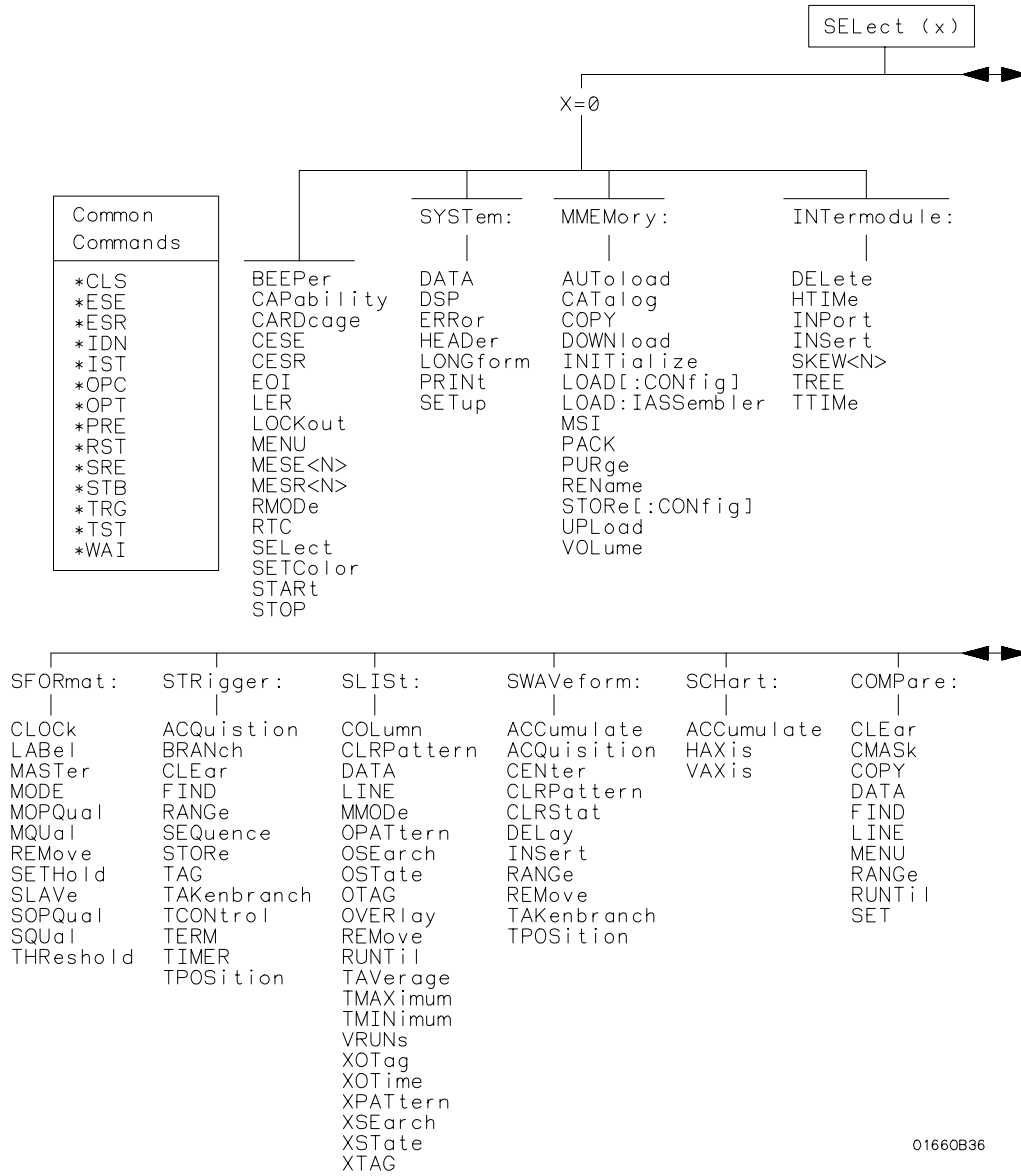 SELect (x)
X=0
Common
Commands
*CLS
*ESE
*ESR
*IDN
*IST
*OPC
*OPT
*PRE
*RST
*SRE
*STB
*TRG
*TST
*WAI
BEEPer
CAPability
CARDcage
CESE
CESR
EOI
LER
LOCKout
MENU
MESE<N>
MESR<N>
RMODe
RTC
SELect
SETColor
STARt
STOP
SYSTem:
DATA
DSP
ERRor
HEADer
LONGform
PRINt
SETup
MMEMory:
AUToload
CATalog
COPY
DOWNload
INITialize
LOAD[:CONfig]
LOAD:IASSembler
MSI
PACK
PURge
REName
STORe[:CONfig]
UPLoad
VOLume
INTermodule:
DELete
HTIMe
INPort
INSert
SKEW<N>
TREE
TTIMe
SFORmat:
CLOCk
LABel
MASTer
MODE
MOPQual
MQUal
REMove
SETHold
SLAVe
SOPQual
SQUal
THReshold
STRigger:
ACQuistion
BRANch
CLEar
FIND
RANGe
SEQuence
STORe
TAG
TAKenbranch
TCONtrol
TERM
TIMER
TPOSition
SLISt:
COLumn
CLRPattern
DATA
LINE
MMODe
OPATtern
OSEarch
OSTate
OTAG
OVERlay
REMove
RUNTil
TAVerage
TMAXimum
TMINimum
VRUNs
XOTag
XOTime
XPATtern
XSEarch
XSTate
XTAG
SWAVeform:
ACCumulate
ACQuisition
CENter
CLRPattern
CLRStat
DELay
INSert
RANGe
REMove
TAKenbranch
TPOSition
SCHart:
ACCumulate
HAXis
VAXis
COMPare:
CLEar
CMASk
COPY
DATA
FIND
LINE
MENU
RANGe
RUNTil
SET
01660B36